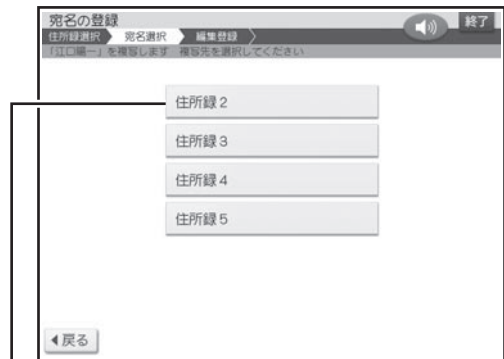 宛名の登録
終了
住所録選択 宛名選択 編集登録
「江口陽一」を複写します 複写先を選択してください
住所録2
住所録3
住所録4
住所録5
戻る